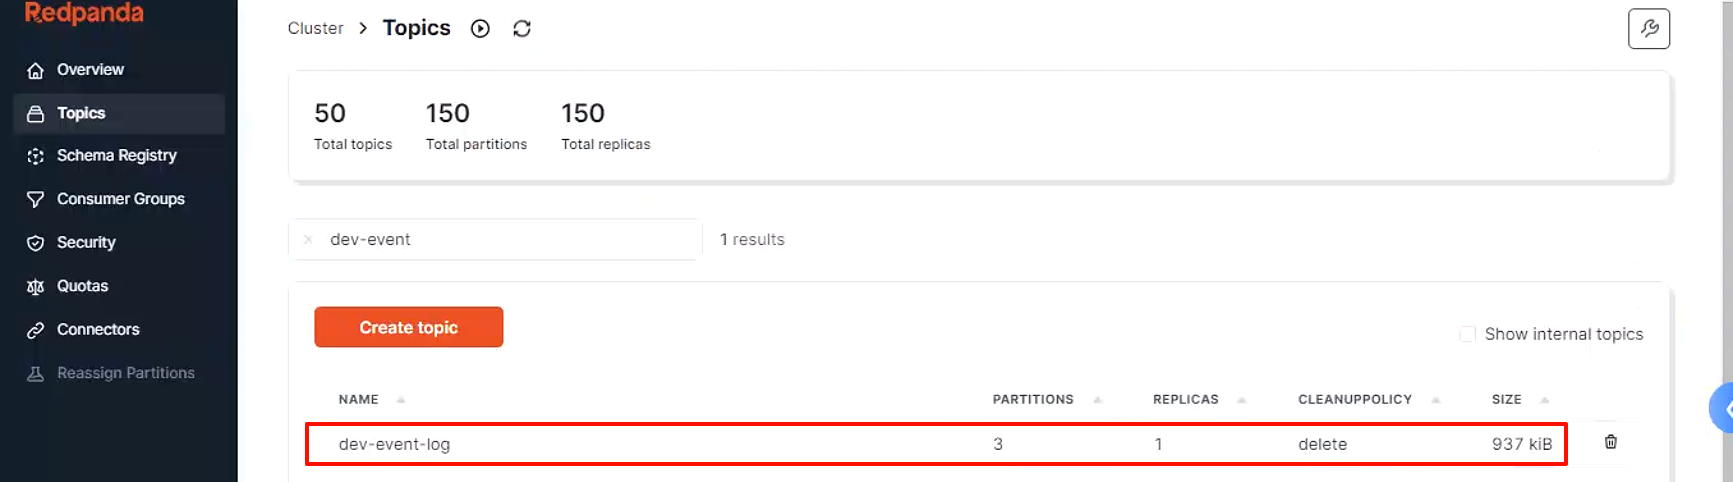 Redpanda
Overview
Topics
Schema Registry
Consumer Groups
Security
Quotas
Connectors
Reassign Partitions
Cluster > Topics
50 150 150
Total topics Total partitions Total replicas
dev-event 1 results
Create topic
Show internal topics
NAME PARTITIONS REPLICAS CLEANUPPOLICY SIZE
dev-event-log 3 1 delete 937 kiB